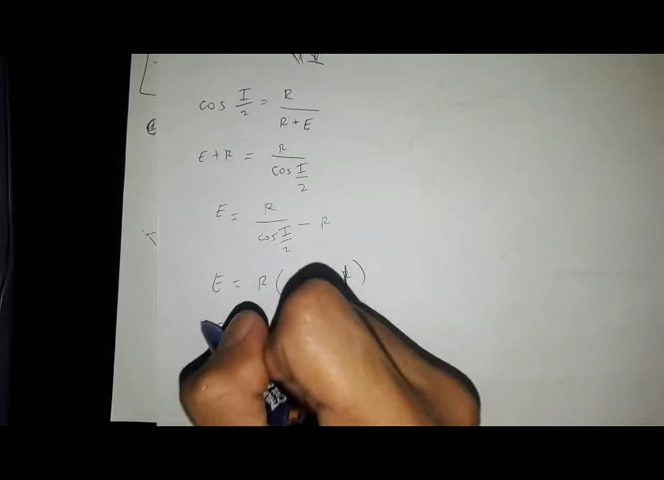 cos I/2 = R / (R + E)
E + R = R / (cos I/2)
E = R / (cos I/2) - R
E = R (
)